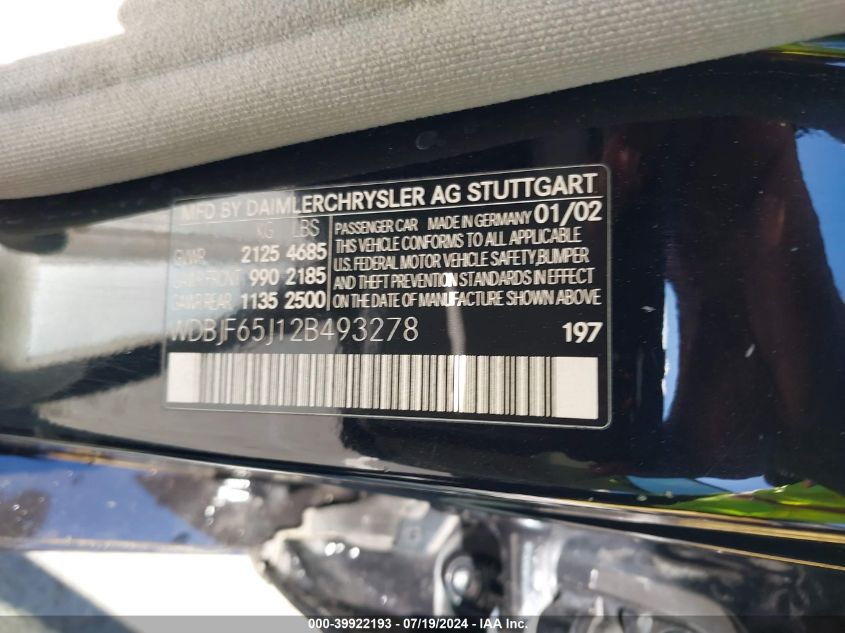 MFD BY DAIMLERCHRYSLER AG STUTTGART
KG LBS
GVWR 2125 4685
GAWR FRONT 990 2185
GAWR REAR 1135 2500
PASSENGER CAR MADE IN GERMANY 01/02
THIS VEHICLE CONFORMS TO ALL APPLICABLE
U.S. FEDERAL MOTOR VEHICLE SAFETY,BUMPER
AND THEFT PREVENTION STANDARDS IN EFFECT
ON THE DATE OF MANUFACTURE SHOWN ABOVE
WDBJF65J12B493278 197
000-39922193 - 07/19/2024 - IAA Inc.